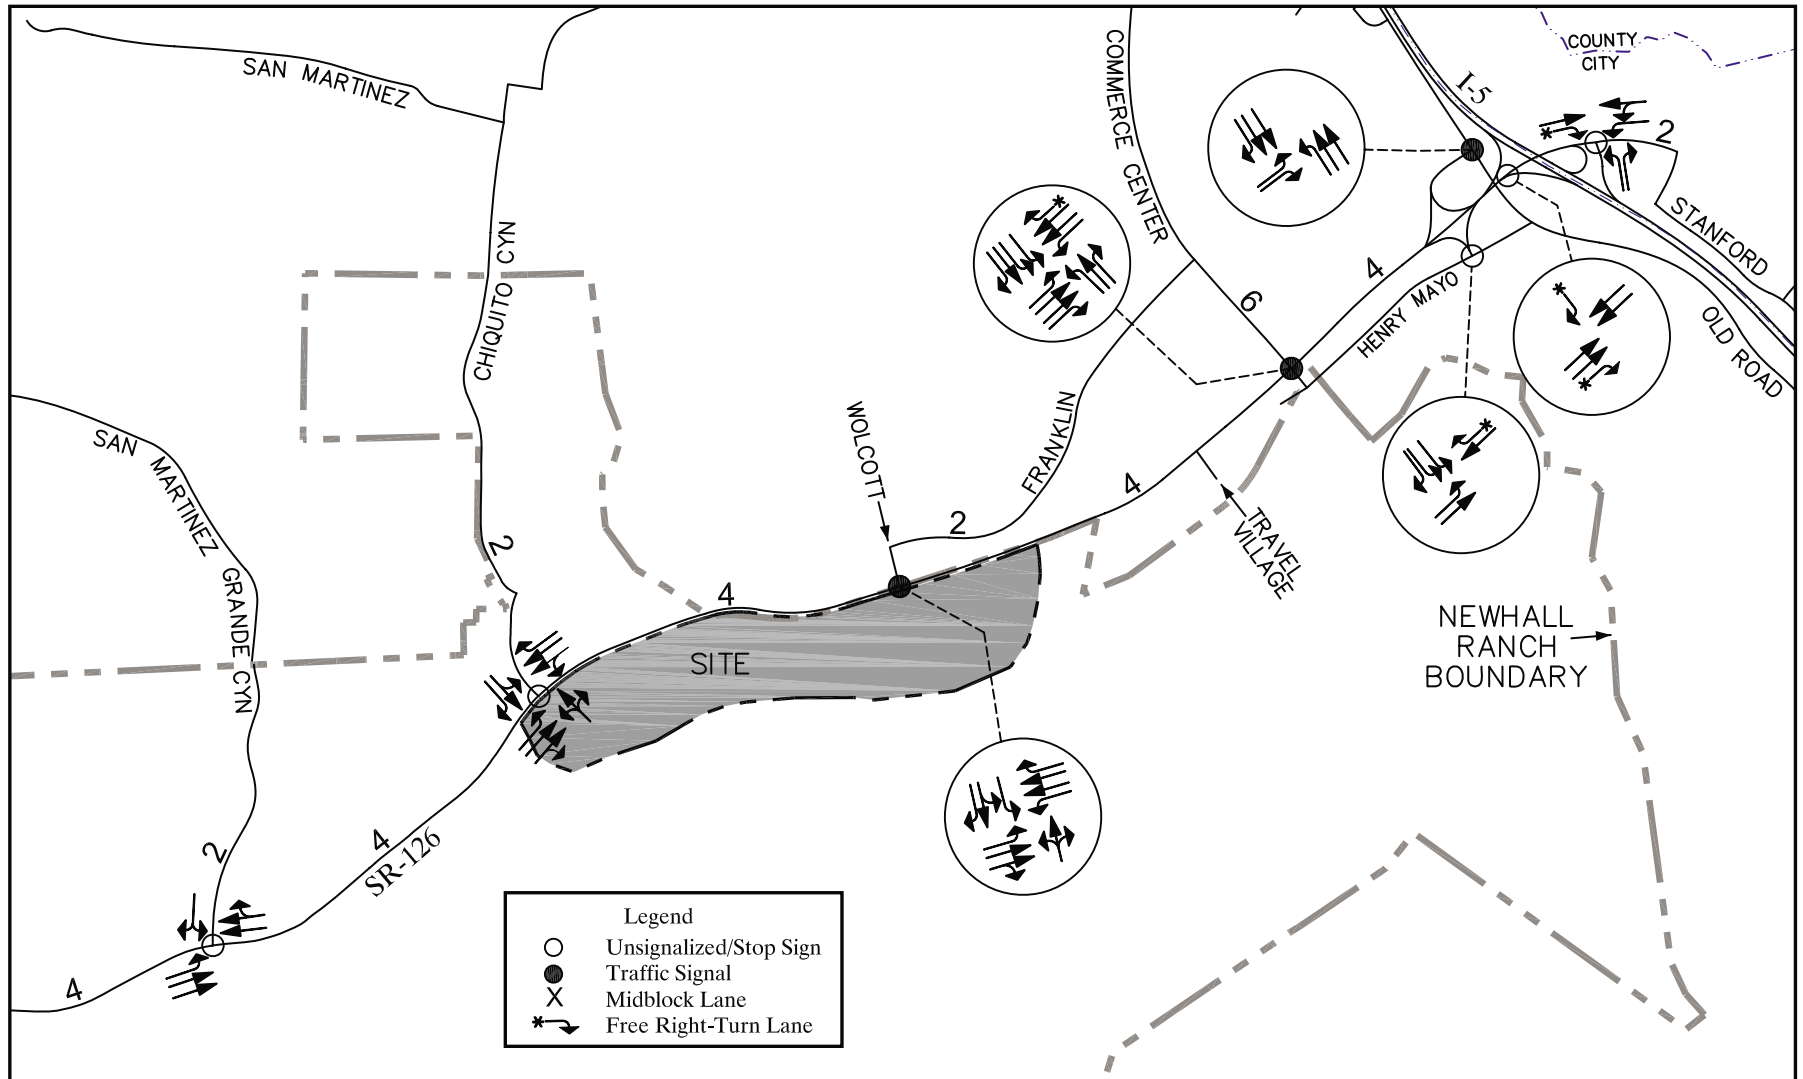 COUNTY
CITY
I-5
SAN MARTINEZ
COMMERCE CENTER
2
STANFORD
CHIQUITO CYN
4
6
HENRY MAYO
OLD ROAD
SAN MARTINEZ GRANDE CYN
WOLCOTT
FRANKLIN
4
2
2
TRAVEL
VILLAGE
4
NEWHALL
RANCH
BOUNDARY
SITE
2
4
SR-126
4
Legend
Unsignalized/Stop Sign
Traffic Signal
X Midblock Lane
* Free Right-Turn Lane